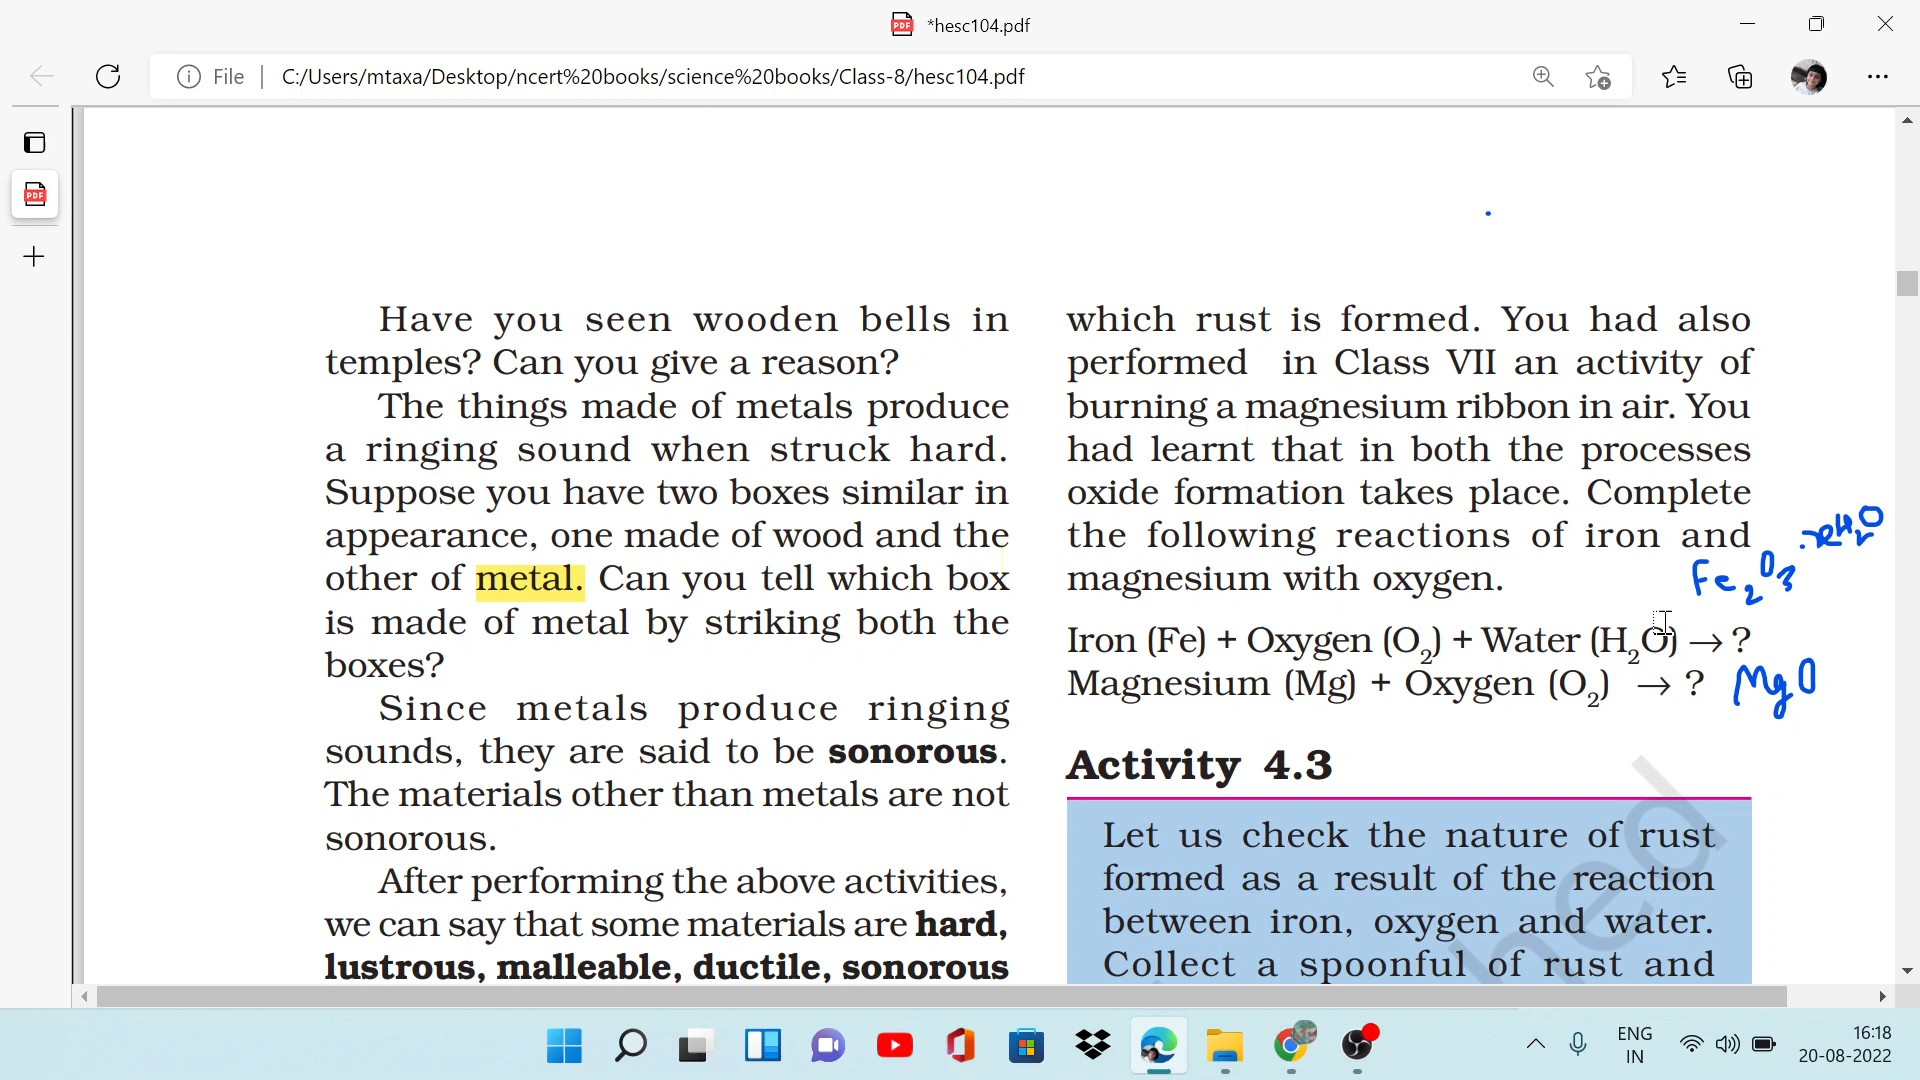 *hesc104.pdf
File
C:/Users/mtaxa/Desktop/ncert%20books/science%20books/Class-8/hesc104.pdf
Have you seen wooden bells in
temples? Can you give a reason?
The things made of metals produce
a ringing sound when struck hard.
Suppose you have two boxes similar in
appearance, one made of wood and the
other of metal. Can you tell which box
is made of metal by striking both the
boxes?
Since metals produce ringing
sounds, they are said to be sonorous.
The materials other than metals are not
sonorous.
After performing the above activities,
we can say that some materials are hard,
lustrous, malleable, ductile, sonorous
which rust is formed. You had also
performed in Class VII an activity of
burning a magnesium ribbon in air. You
had learnt that in both the processes
oxide formation takes place. Complete
the following reactions of iron and
magnesium with oxygen.
Fe2O3 .xH2O
Iron (Fe) + Oxygen (O2) + Water (H2O) → ?
Magnesium (Mg) + Oxygen (O2) → ? MgO
Activity 4.3
Let us check the nature of rust
formed as a result of the reaction
between iron, oxygen and water.
Collect a spoonful of rust and
hed
ENG
IN
16:18
20-08-2022